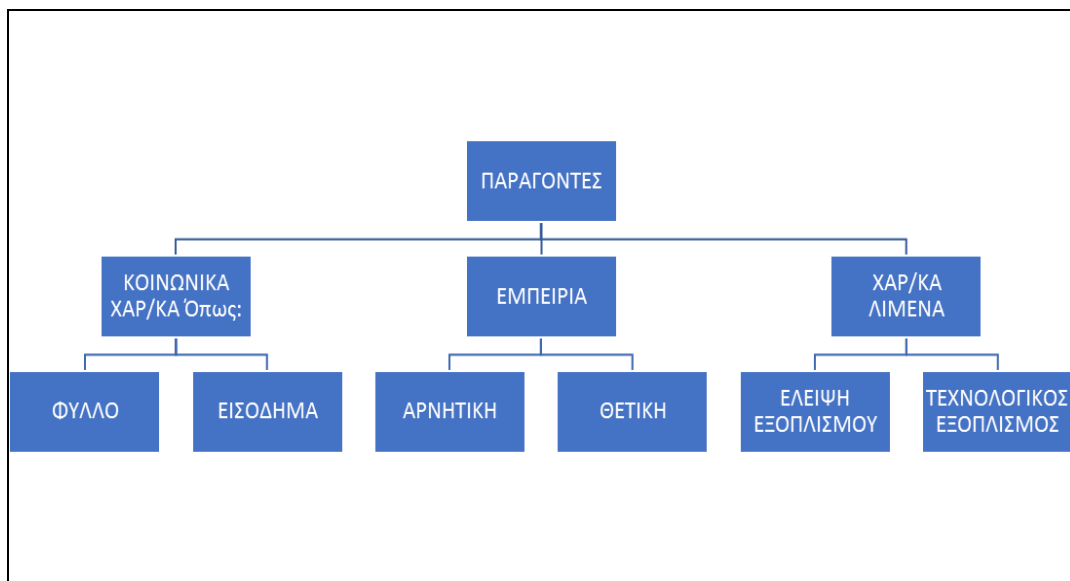 ΠΑΡΑΓΟΝΤΕΣ
ΚΟΙΝΩΝΙΚΑ
ΧΑΡ/ΚΑ Όπως:
ΕΜΠΕΙΡΙΑ
ΧΑΡ/ΚΑ
ΛΙΜΕΝΑ
ΦΥΛΛΟ
ΕΙΣΟΔΗΜΑ
ΑΡΝΗΤΙΚΗ
ΘΕΤΙΚΗ
ΕΛΕΙΨΗ
ΕΞΟΠΛΙΣΜΟΥ
ΤΕΧΝΟΛΟΓΙΚΟΣ
ΕΞΟΠΛΙΣΜΟΣ